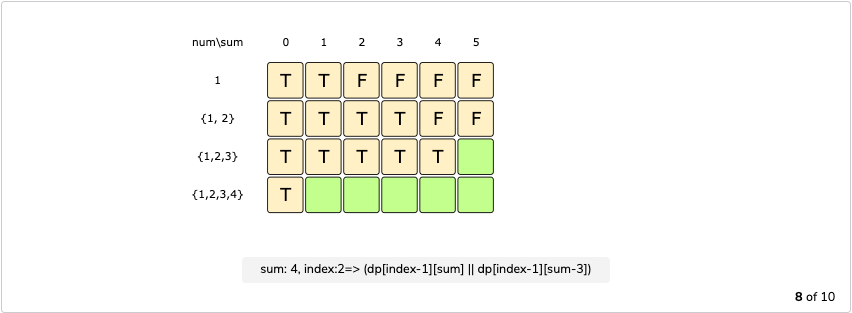 num\sum 0 1 2 3 4 5
1 T T F F F F
{1, 2} T T T T F F
{1,2,3} T T T T T
{1,2,3,4} T
sum: 4, index:2=> (dp[index-1][sum] || dp[index-1][sum-3])
8 of 10